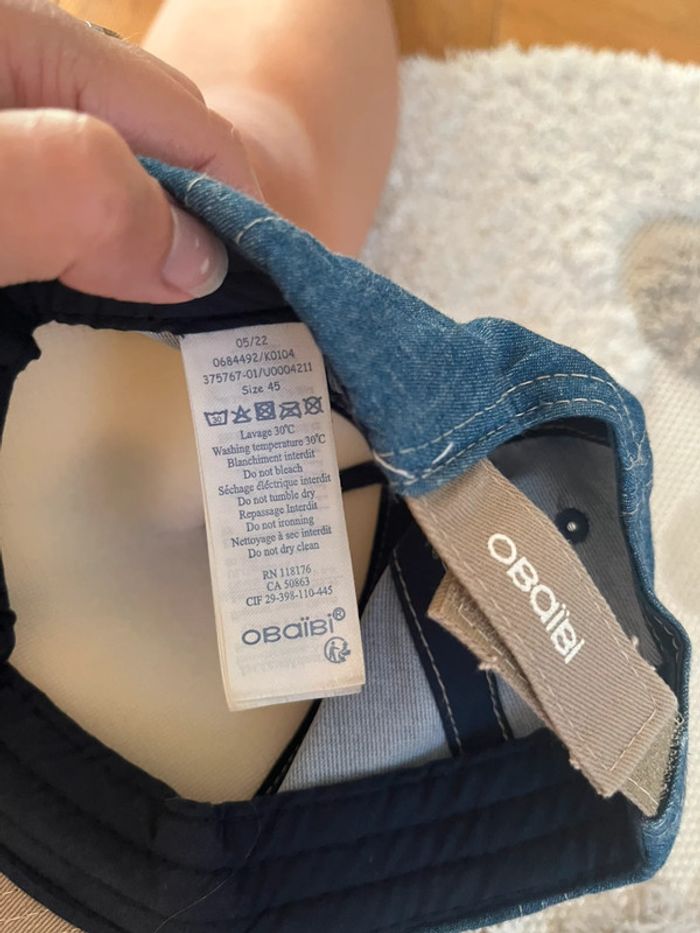 05/22
0684492/K0104
375767-01/U0004211
Size 45
30
Lavage 30°C
Washing temperature 30°C
Blanchiment interdit
Do not bleach
Séchage éléctrique interdit
Do not tumble dry
Repassage Interdit
Do not ironning
Nettoyage à sec interdit
Do not dry clean
RN 118176
CA 50863
CIF 29-398-110-445
OBaïBi®
OBaïBi